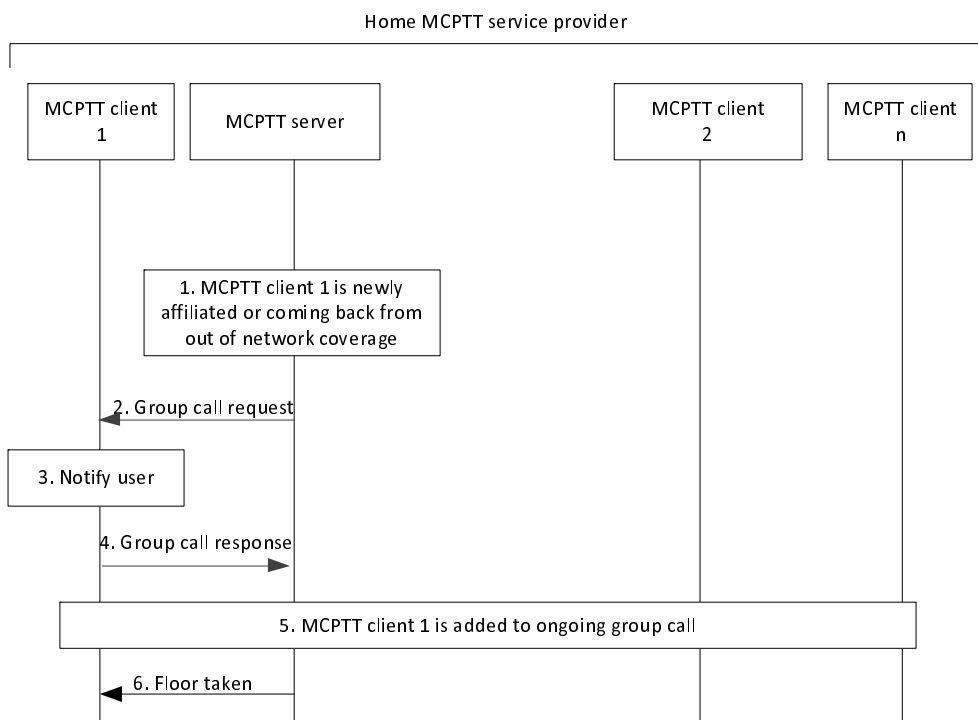 Home MCPTT service provider
MCPTT client
1
MCPTT server
MCPTT client
2
MCPTT client
n
1. MCPTT client 1 is newly
affiliated or coming back from
out of network coverage
2. Group call request
3. Notify user
4. Group call response
5. MCPTT client 1 is added to ongoing group call
6. Floor taken